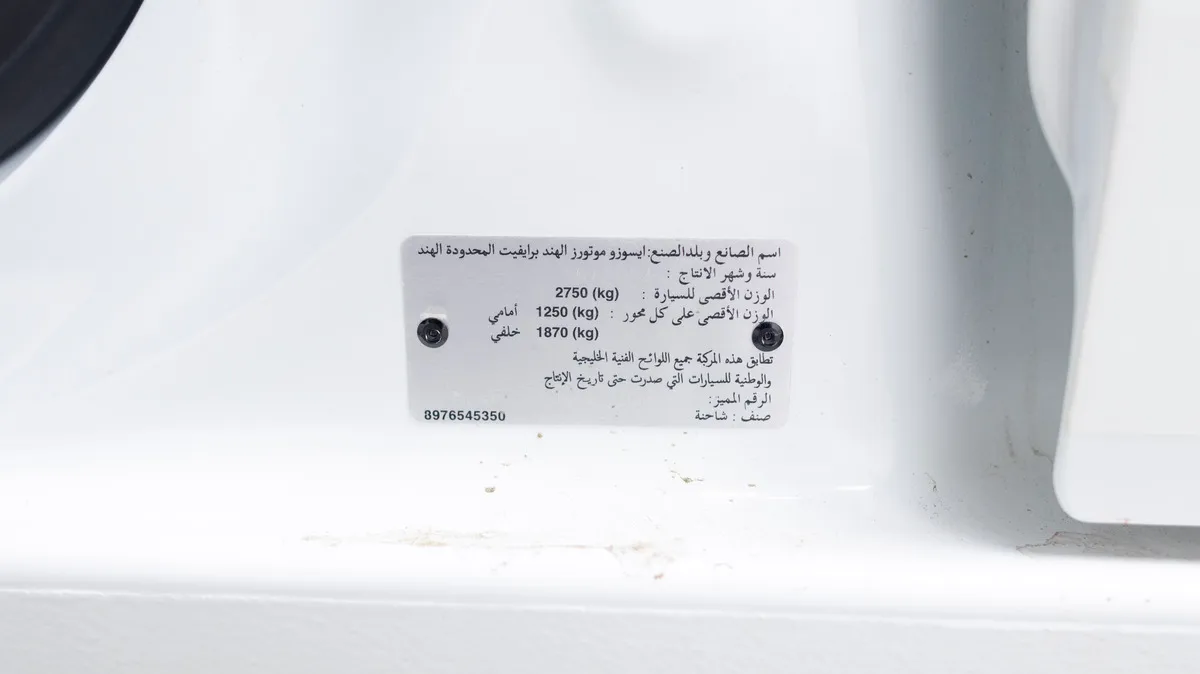 اسم الصانع وبلدالصنع:ايسوزو موتورز الهند برايفيت المحدودة الهند
سنة وشهر الانتاج :
الوزن الأقصى للسيارة : 2750 (kg)
الوزن الأقصى على كل محور : 1250 (kg) أمامي
1870 (kg) خلفي
تطابق هذه المركبة جميع اللوائح الفنية الخليجية
والوطنية للسيارات التي صدرت حتى تاريخ الإنتاج
الرقم المميز:
صنف : شاحنة 8976545350